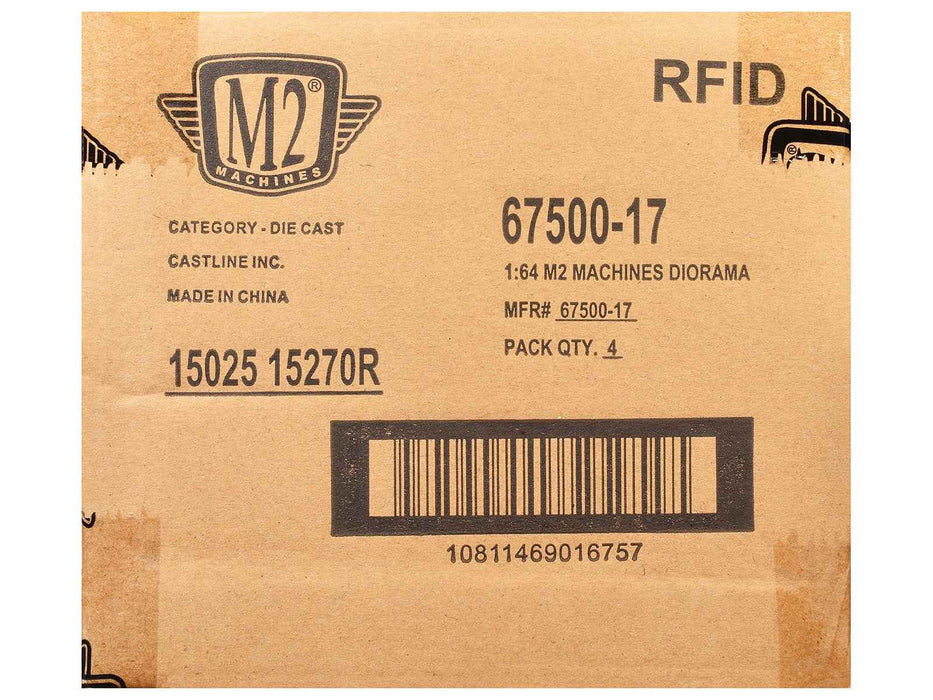 M2®
MACHINES
RFID
CATEGORY - DIE CAST
CASTLINE INC.
MADE IN CHINA
15025 15270R
67500-17
1:64 M2 MACHINES DIORAMA
MFR# 67500-17
PACK QTY. 4
10811469016757